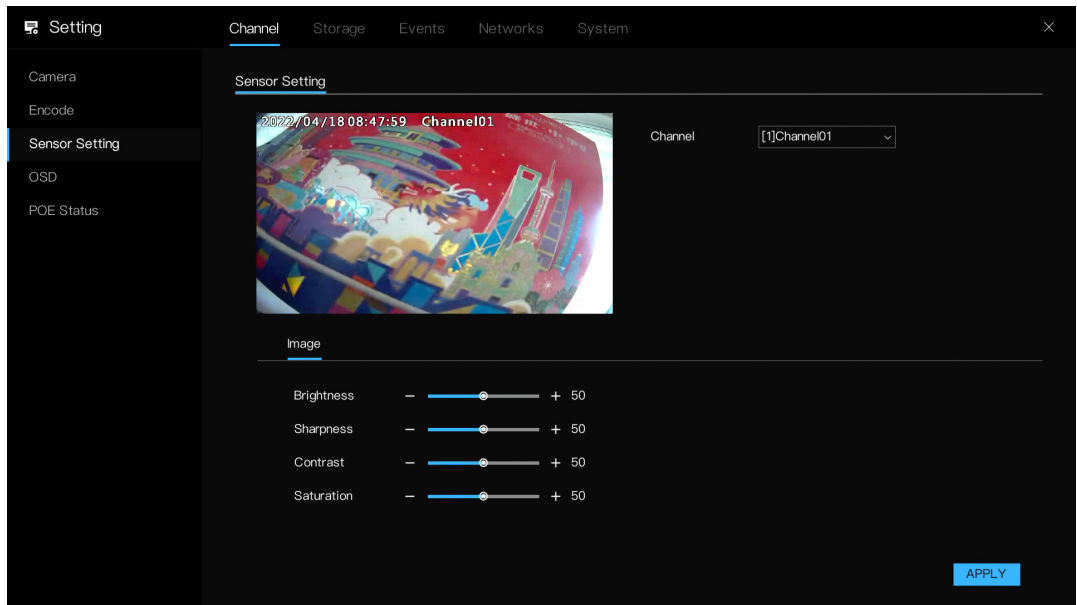 Setting
Channel Storage Events Networks System
Camera
Encode
Sensor Setting
OSD
POE Status
Sensor Setting
2022/04/18 08:47:59 Channel01
Channel [1]Channel01
Image
Brightness 50
Sharpness 50
Contrast 50
Saturation 50
APPLY